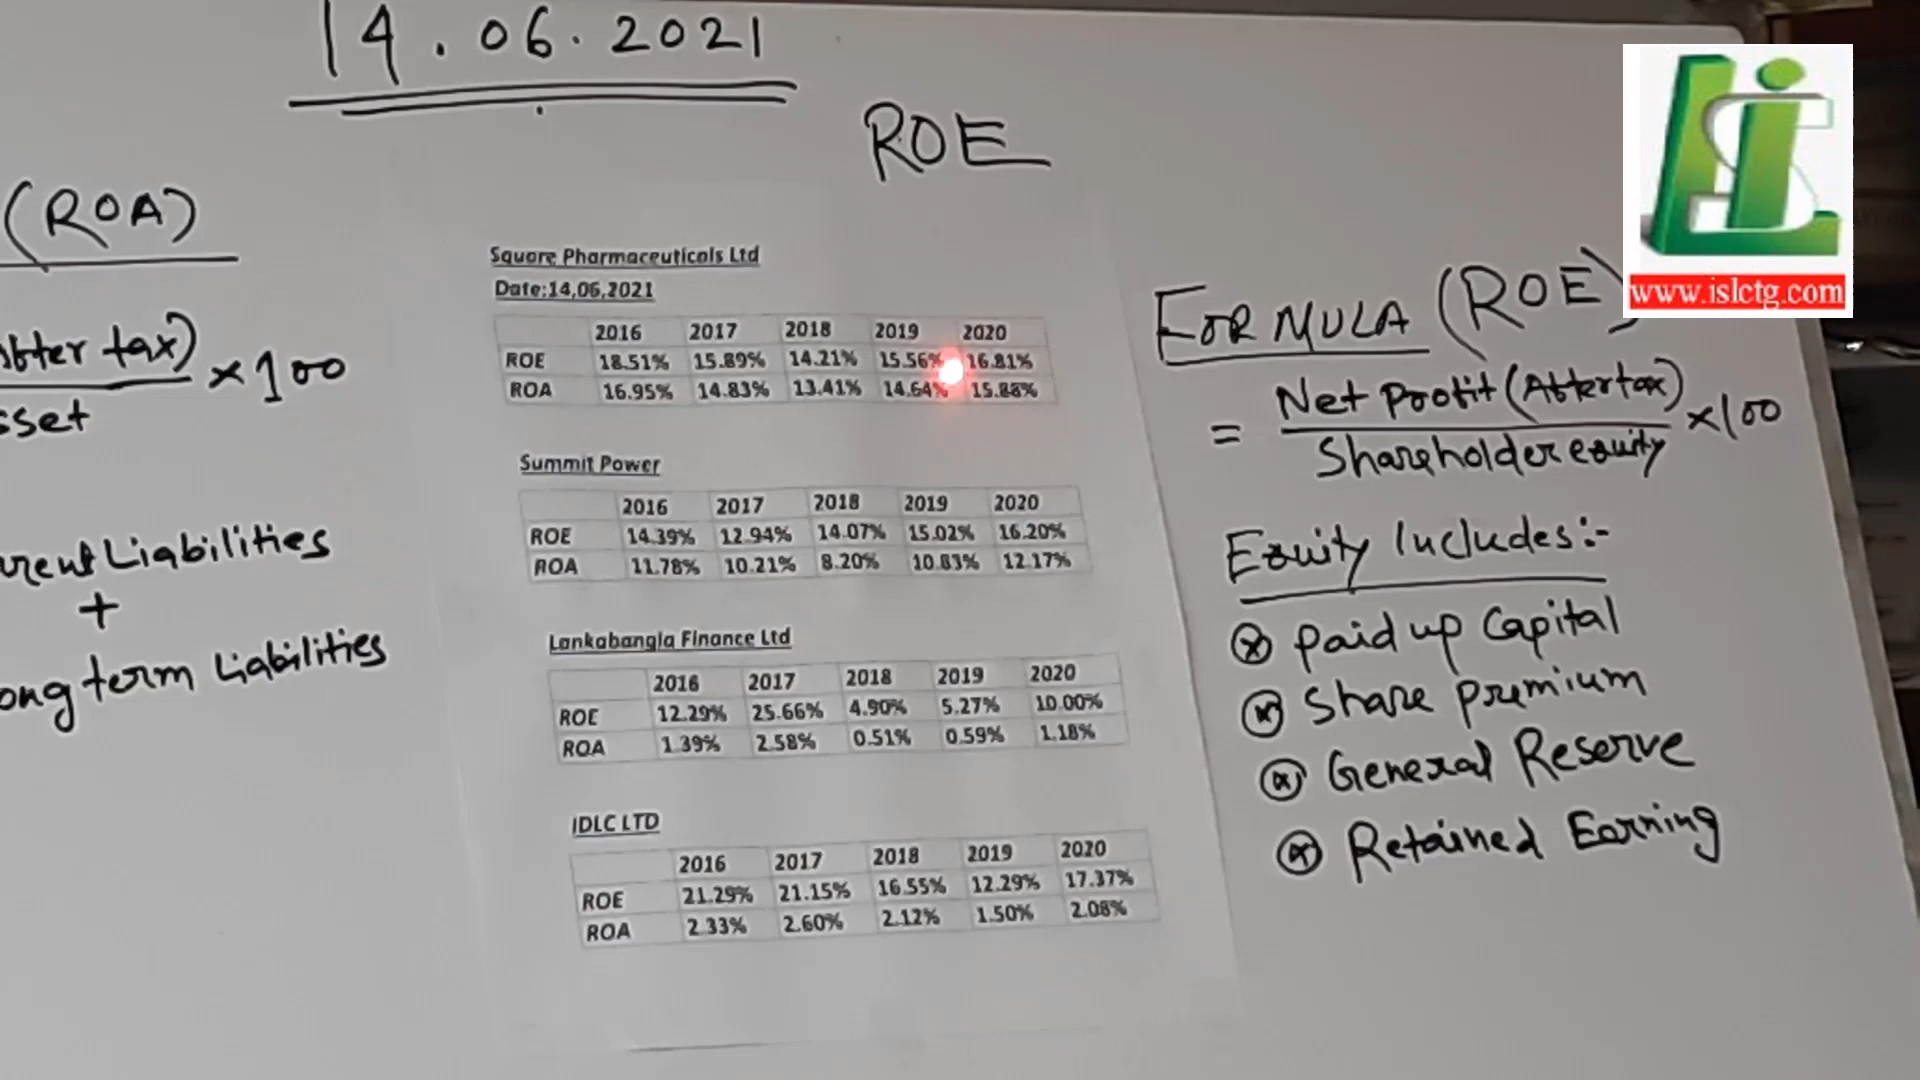 14.06.2021
ROE
(ROA)
After tax)
× 100
sset
urrent Liabilities
+
ong term Liabilities
Square Pharmaceuticals Ltd
Date:14,06,2021
2016 2017 2018 2019 2020
ROE 18.51% 15.89% 14.21% 15.56% 16.81%
ROA 16.95% 14.83% 13.41% 14.64% 15.88%
Summit Power
2016 2017 2018 2019 2020
ROE 14.39% 12.94% 14.07% 15.02% 16.20%
ROA 11.78% 10.21% 8.20% 10.83% 12.17%
Lankabangla Finance Ltd
2016 2017 2018 2019 2020
ROE 12.29% 25.66% 4.90% 5.27% 10.00%
ROA 1.39% 2.58% 0.51% 0.59% 1.18%
IDLC LTD
2016 2017 2018 2019 2020
ROE 21.29% 21.15% 16.55% 12.29% 17.37%
ROA 2.33% 2.60% 2.12% 1.50% 2.08%
FORMULA (ROE)
= Net Profit (After tax) × 100
Shareholder equity
Equity Includes:-
Paid up Capital
Share premium
General Reserve
Retained Earning
LSi
www.islctg.com